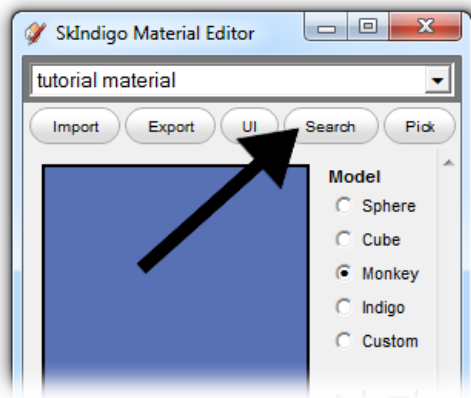 SkIndigo Material Editor
tutorial material
Import Export UI Search Pick
Model
Sphere
Cube
Monkey
Indigo
Custom